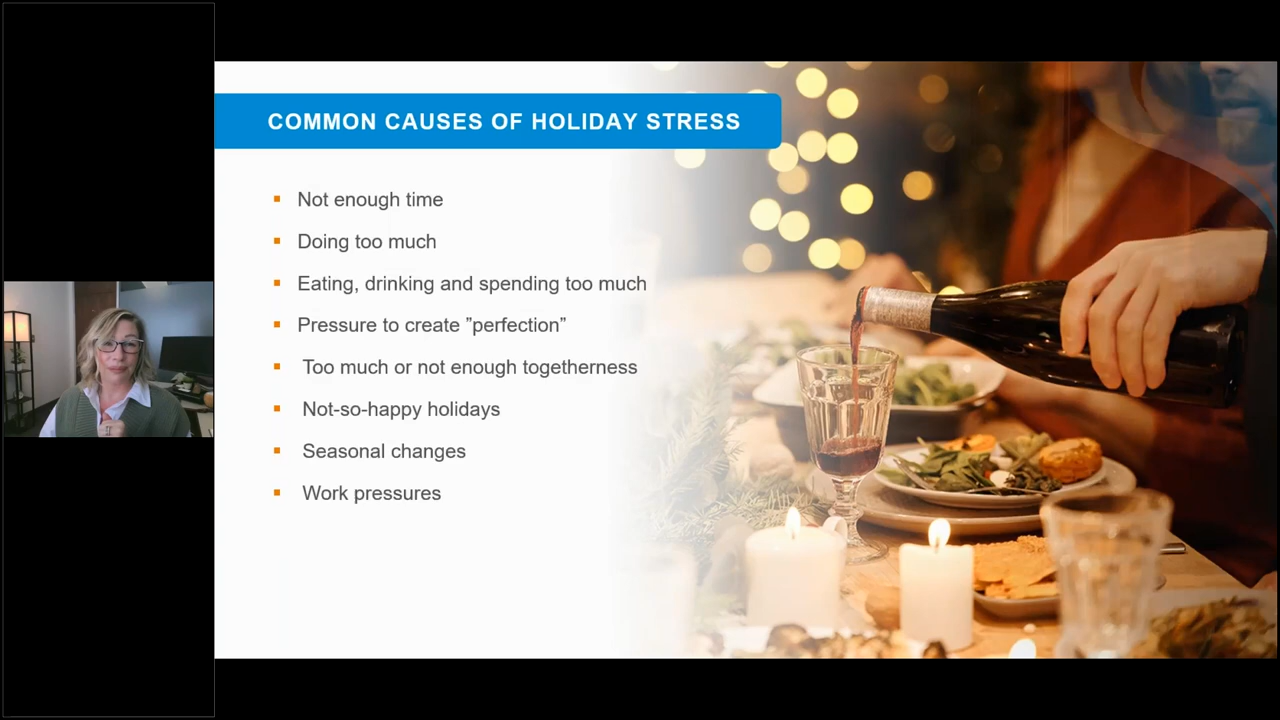 COMMON CAUSES OF HOLIDAY STRESS
Not enough time
Doing too much
Eating, drinking and spending too much
Pressure to create ”perfection”
Too much or not enough togetherness
Not-so-happy holidays
Seasonal changes
Work pressures